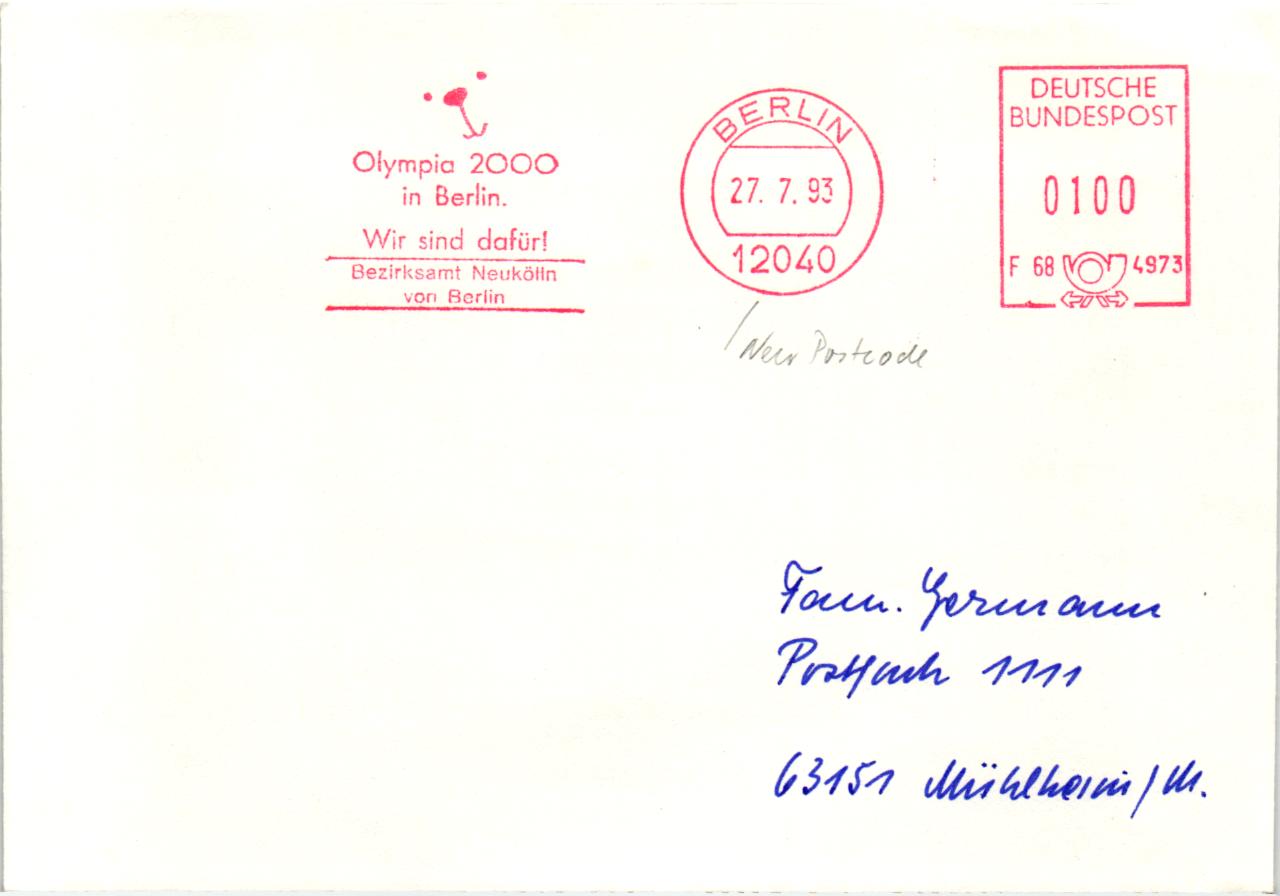 Olympia 2000
in Berlin.
Wir sind dafür!
Bezirksamt Neukölln
von Berlin
BERLIN
27. 7. 93
12040
DEUTSCHE
BUNDESPOST
0100
F 68 4973
New Postcode
Fam. Germann
Postfach 1111
63151 Mühlheim/M.